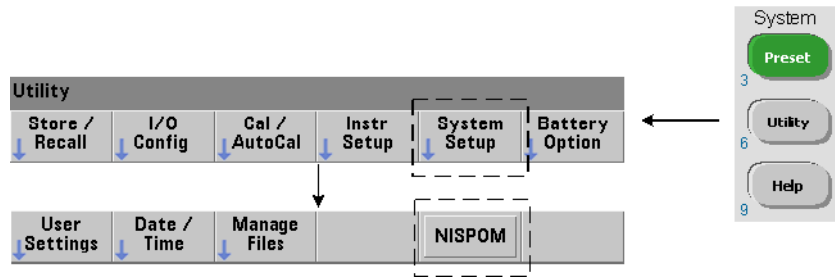 System
Preset
3
Utility
6
Help
9
Utility
Store / Recall
I/O Config
Cal / AutoCal
Instr Setup
System Setup
Battery Option
User Settings
Date / Time
Manage Files
NISPOM